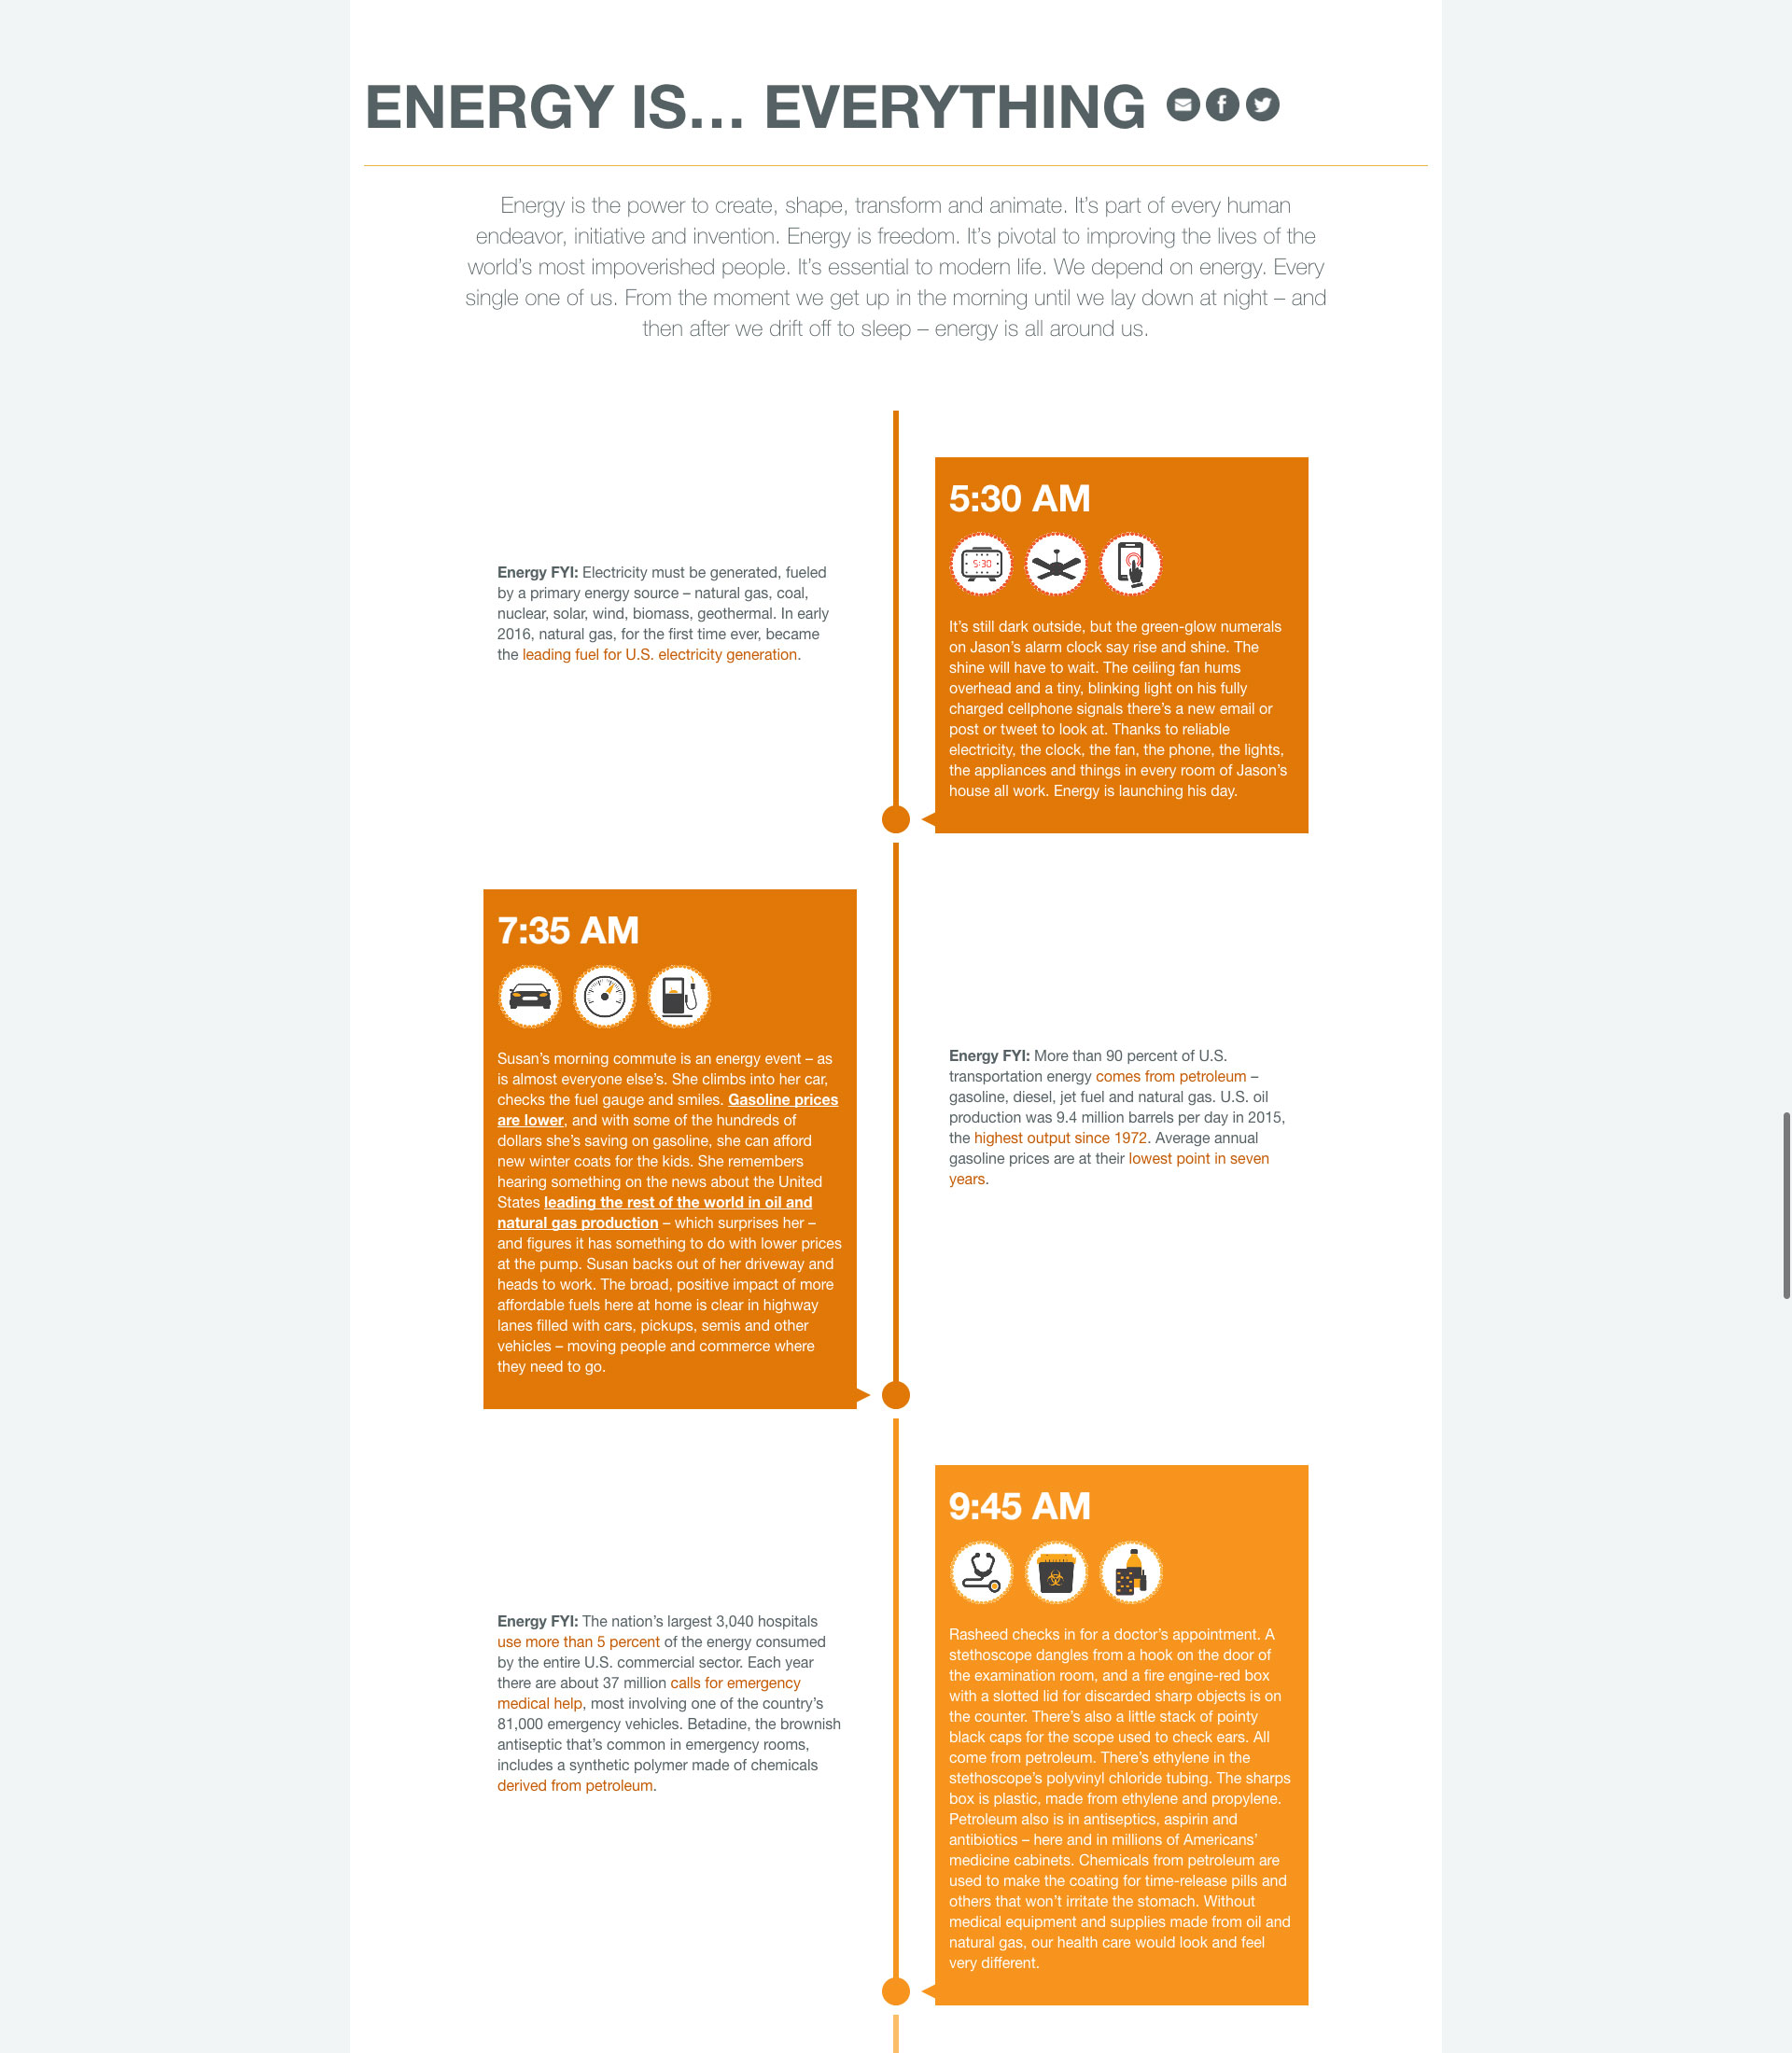 ENERGY IS... EVERYTHING
Energy is the power to create, shape, transform and animate. It's part of every human
endeavor, initiative and invention. Energy is freedom. It's pivotal to improving the lives of the
world's most impoverished people. It's essential to modern life. We depend on energy. Every
single one of us. From the moment we get up in the morning until we lay down at night – and
then after we drift off to sleep – energy is all around us.
5:30 AM
5:30
It's still dark outside, but the green-glow numerals
on Jason's alarm clock say rise and shine. The
shine will have to wait. The ceiling fan hums
overhead and a tiny, blinking light on his fully
charged cellphone signals there's a new email or
post or tweet to look at. Thanks to reliable
electricity, the clock, the fan, the phone, the lights,
the appliances and things in every room of Jason's
house all work. Energy is launching his day.
Energy FYI: Electricity must be generated, fueled
by a primary energy source – natural gas, coal,
nuclear, solar, wind, biomass, geothermal. In early
2016, natural gas, for the first time ever, became
the leading fuel for U.S. electricity generation.
7:35 AM
Susan's morning commute is an energy event – as
is almost everyone else's. She climbs into her car,
checks the fuel gauge and smiles. Gasoline prices
are lower, and with some of the hundreds of
dollars she's saving on gasoline, she can afford
new winter coats for the kids. She remembers
hearing something on the news about the United
States leading the rest of the world in oil and
natural gas production – which surprises her –
and figures it has something to do with lower prices
at the pump. Susan backs out of her driveway and
heads to work. The broad, positive impact of more
affordable fuels here at home is clear in highway
lanes filled with cars, pickups, semis and other
vehicles – moving people and commerce where
they need to go.
Energy FYI: More than 90 percent of U.S.
transportation energy comes from petroleum –
gasoline, diesel, jet fuel and natural gas. U.S. oil
production was 9.4 million barrels per day in 2015,
the highest output since 1972. Average annual
gasoline prices are at their lowest point in seven
years.
9:45 AM
Rasheed checks in for a doctor's appointment. A
stethoscope dangles from a hook on the door of
the examination room, and a fire engine-red box
with a slotted lid for discarded sharp objects is on
the counter. There's also a little stack of pointy
black caps for the scope used to check ears. All
come from petroleum. There's ethylene in the
stethoscope's polyvinyl chloride tubing. The sharps
box is plastic, made from ethylene and propylene.
Petroleum also is in antiseptics, aspirin and
antibiotics – here and in millions of Americans'
medicine cabinets. Chemicals from petroleum are
used to make the coating for time-release pills and
others that won't irritate the stomach. Without
medical equipment and supplies made from oil and
natural gas, our health care would look and feel
very different.
Energy FYI: The nation's largest 3,040 hospitals
use more than 5 percent of the energy consumed
by the entire U.S. commercial sector. Each year
there are about 37 million calls for emergency
medical help, most involving one of the country's
81,000 emergency vehicles. Betadine, the brownish
antiseptic that's common in emergency rooms,
includes a synthetic polymer made of chemicals
derived from petroleum.